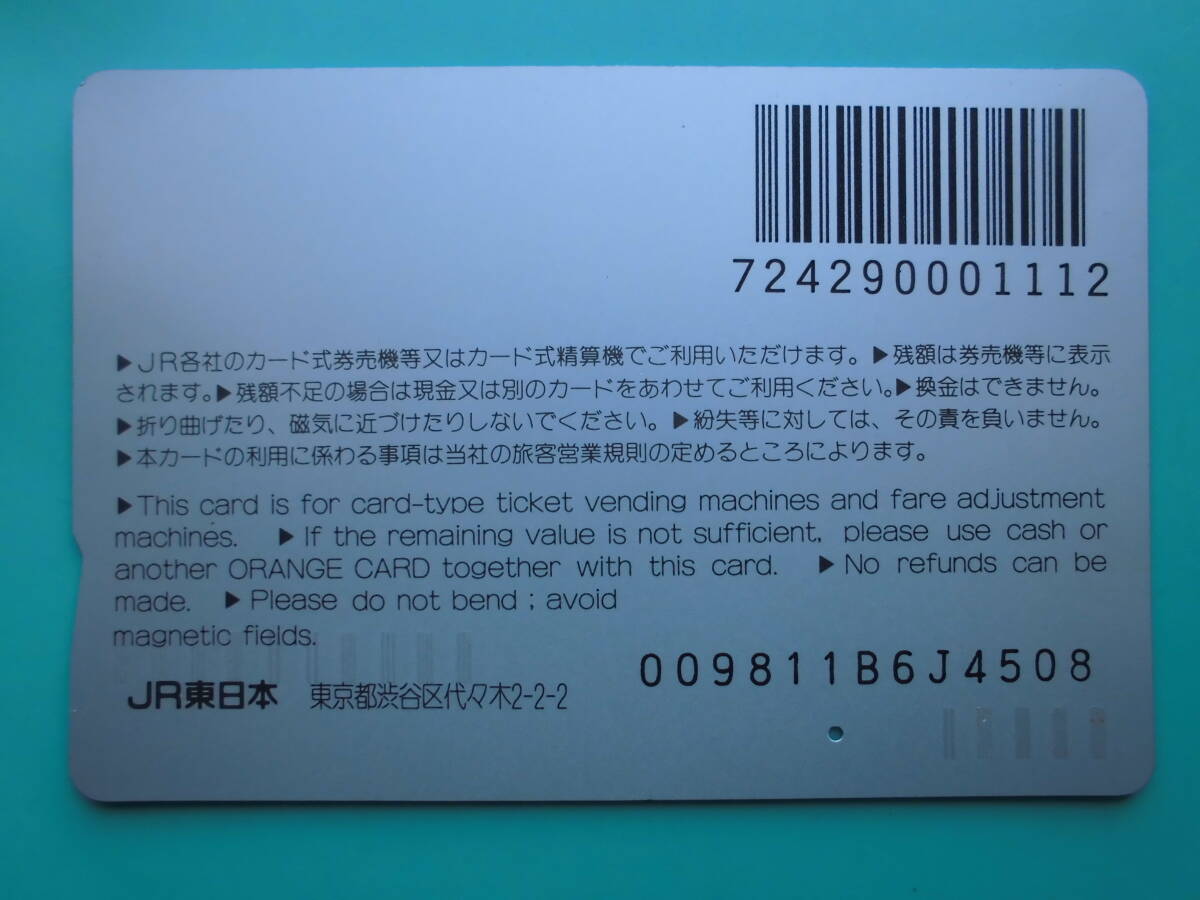 724290001112
▶JR各社のカード式券売機等又はカード式精算機でご利用いただけます。▶残額は券売機等に表示
されます。▶残額不足の場合は現金又は別のカードをあわせてご利用ください。▶換金はできません。
▶折り曲げたり、磁気に近づけたりしないでください。▶紛失等に対しては、その責を負いません。
▶本カードの利用に係わる事項は当社の旅客営業規則の定めるところによります。
▶This card is for card-type ticket vending machines and fare adjustment
machines. ▶If the remaining value is not sufficient, please use cash or
another ORANGE CARD together with this card. ▶No refunds can be
made. ▶Please do not bend ; avoid
magnetic fields.
009811B6J4508
JR東日本 東京都渋谷区代々木2-2-2